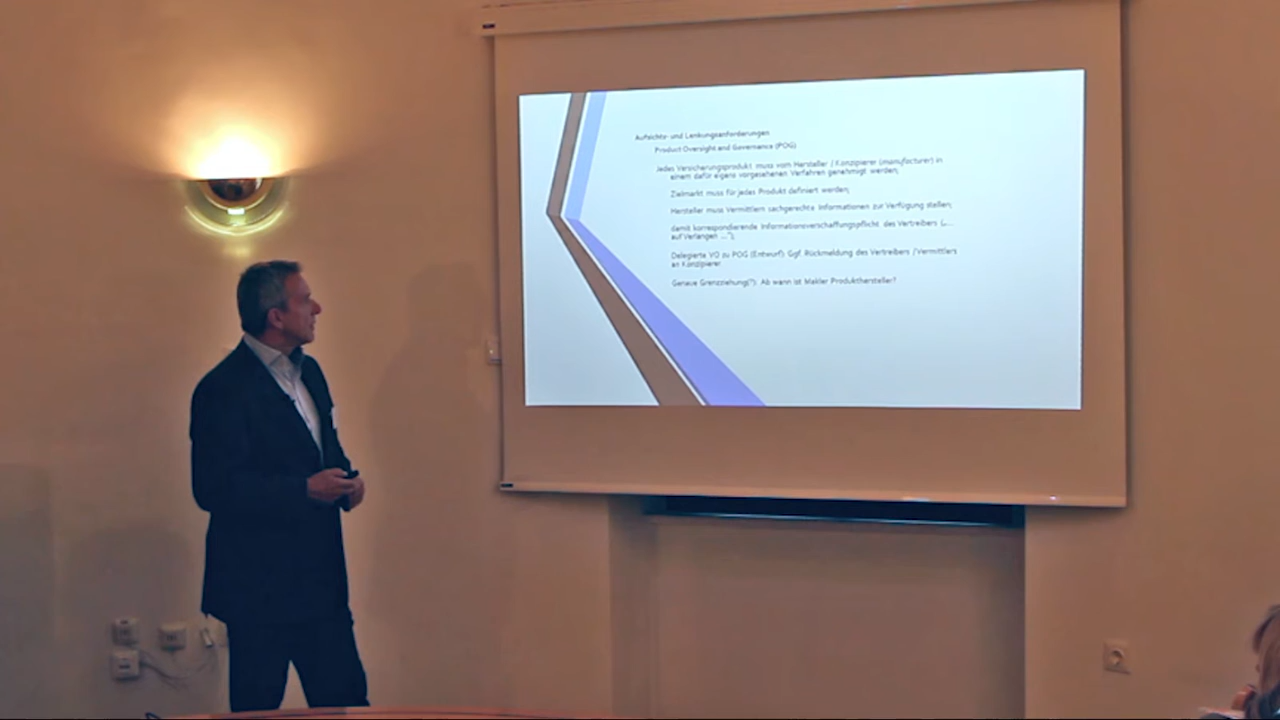 Aufsichts- und Lenkungsanforderungen
Product Oversight and Governance (POG)
Jedes Versicherungsprodukt muss vom Hersteller / Konzipierer (manufacturer) in
einem dafür eigens vorgesehenen Verfahren genehmigt werden;
Zielmarkt muss für jedes Produkt definiert werden;
Hersteller muss Vermittlern sachgerechte Informationen zur Verfügung stellen;
damit korrespondierende Informationsverschaffungspflicht des Vertreibers („...
auf Verlangen ...");
Delegierte VO zu POG (Entwurf): Ggf. Rückmeldung des Vertreibers /Vermittlers
an Konzipierer.
Genaue Grenzziehung(?): Ab wann ist Makler Produkthersteller?